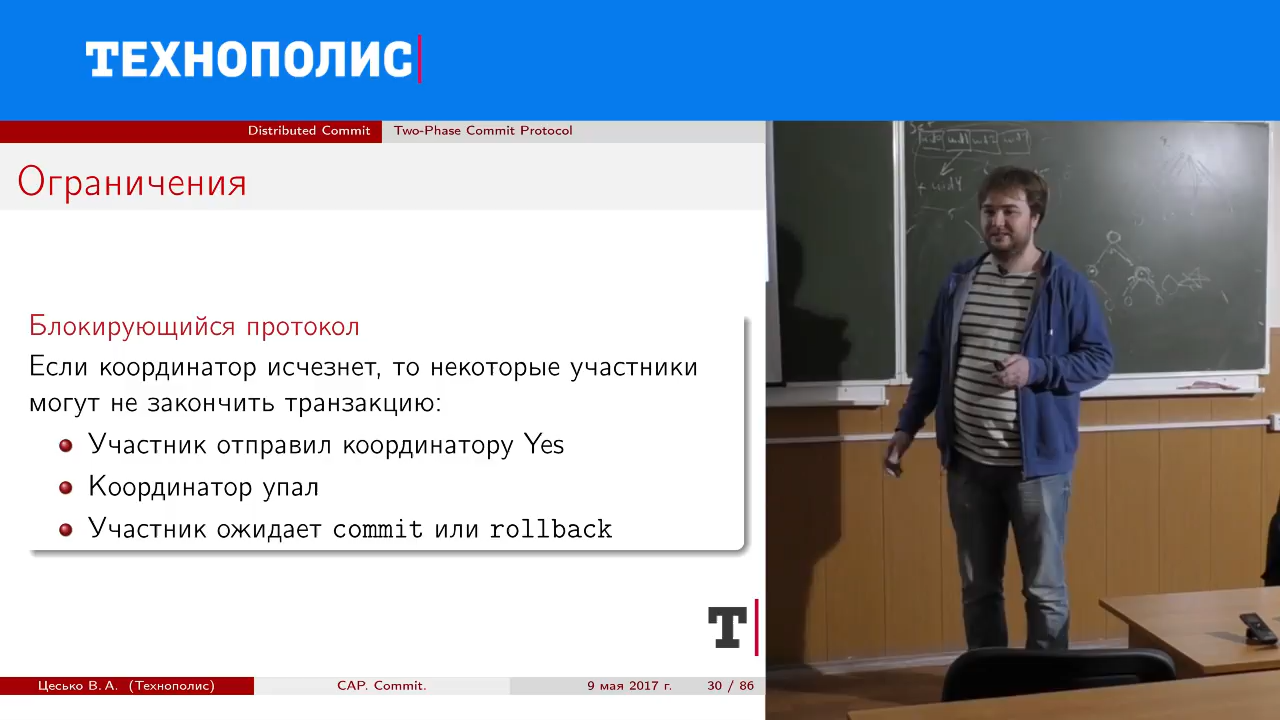 ТЕХНОПОЛИС
Distributed Commit
Two-Phase Commit Protocol
Ограничения
Блокирующийся протокол
Если координатор исчезнет, то некоторые участники
могут не закончить транзакцию:
Участник отправил координатору Yes
Координатор упал
Участник ожидает commit или rollback
Т
Цесько В. А. (Технополис)
CAP. Commit.
9 мая 2017 г.
30 / 86